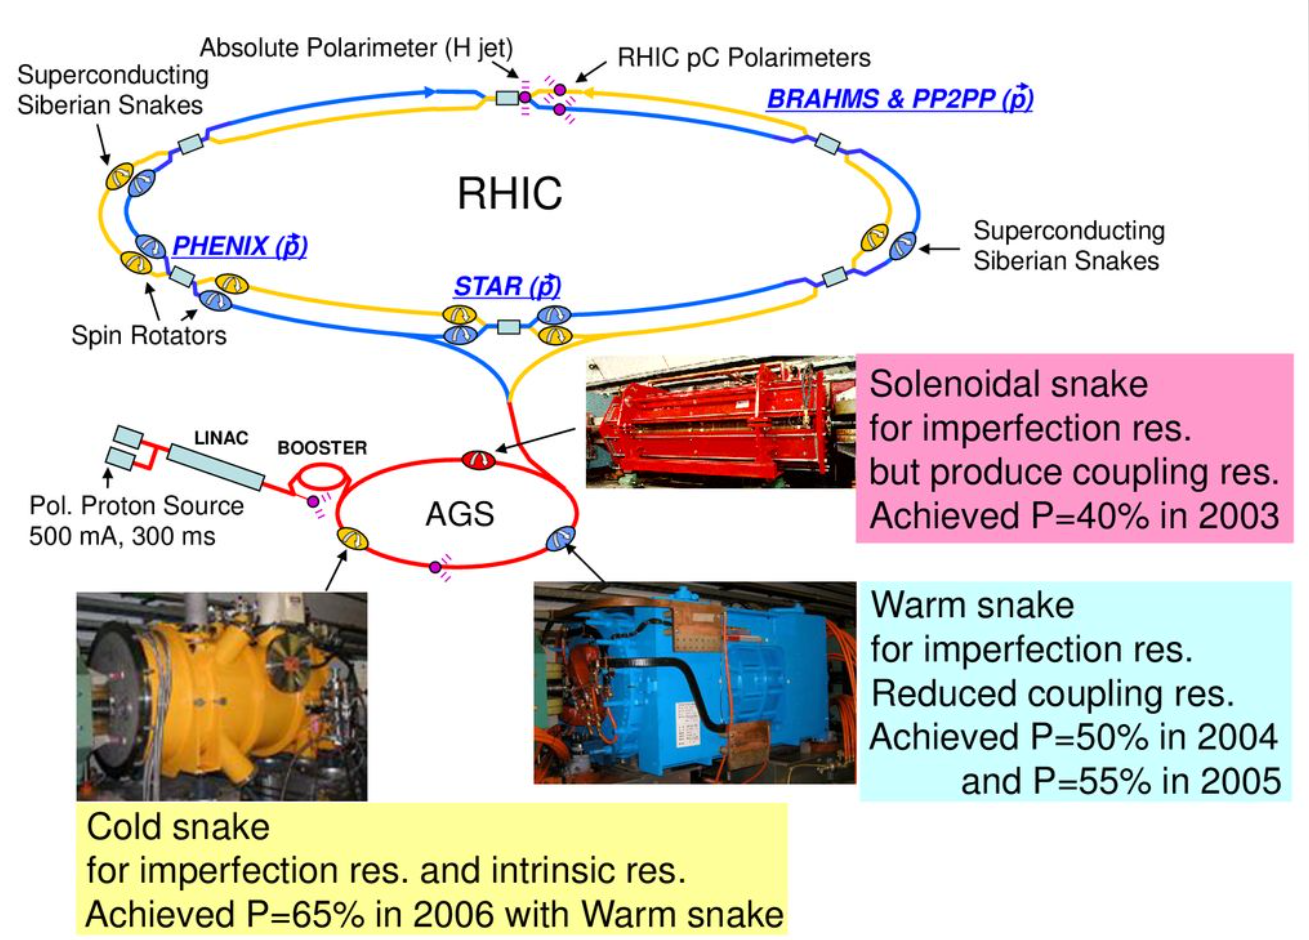 Absolute Polarimeter (H jet)
RHIC pC Polarimeters
Superconducting
Siberian Snakes
BRAHMS & PP2PP (p⃗)
RHIC
PHENIX (p⃗)
Superconducting
Siberian Snakes
STAR (p⃗)
Spin Rotators
Solenoidal snake
for imperfection res.
but produce coupling res.
Achieved P=40% in 2003
LINAC
BOOSTER
AGS
Pol. Proton Source
500 mA, 300 ms
Warm snake
for imperfection res.
Reduced coupling res.
Achieved P=50% in 2004
and P=55% in 2005
Cold snake
for imperfection res. and intrinsic res.
Achieved P=65% in 2006 with Warm snake